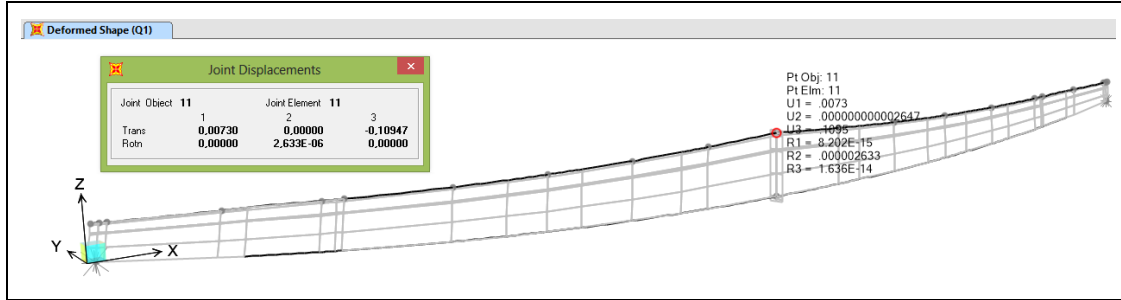 Deformed Shape (Q1)
Joint Displacements
Joint Object 11 Joint Element 11
1 2 3
Trans 0,00730 0,00000 -0,10947
Rotn 0,00000 2,633E-06 0,00000
Pt Obj: 11
Pt Elm: 11
U1 = .0073
U2 = .000000000002647
U3 = .1095
R1 = 8.202E-15
R2 = .000002633
R3 = 1.636E-14
Z
Y
X